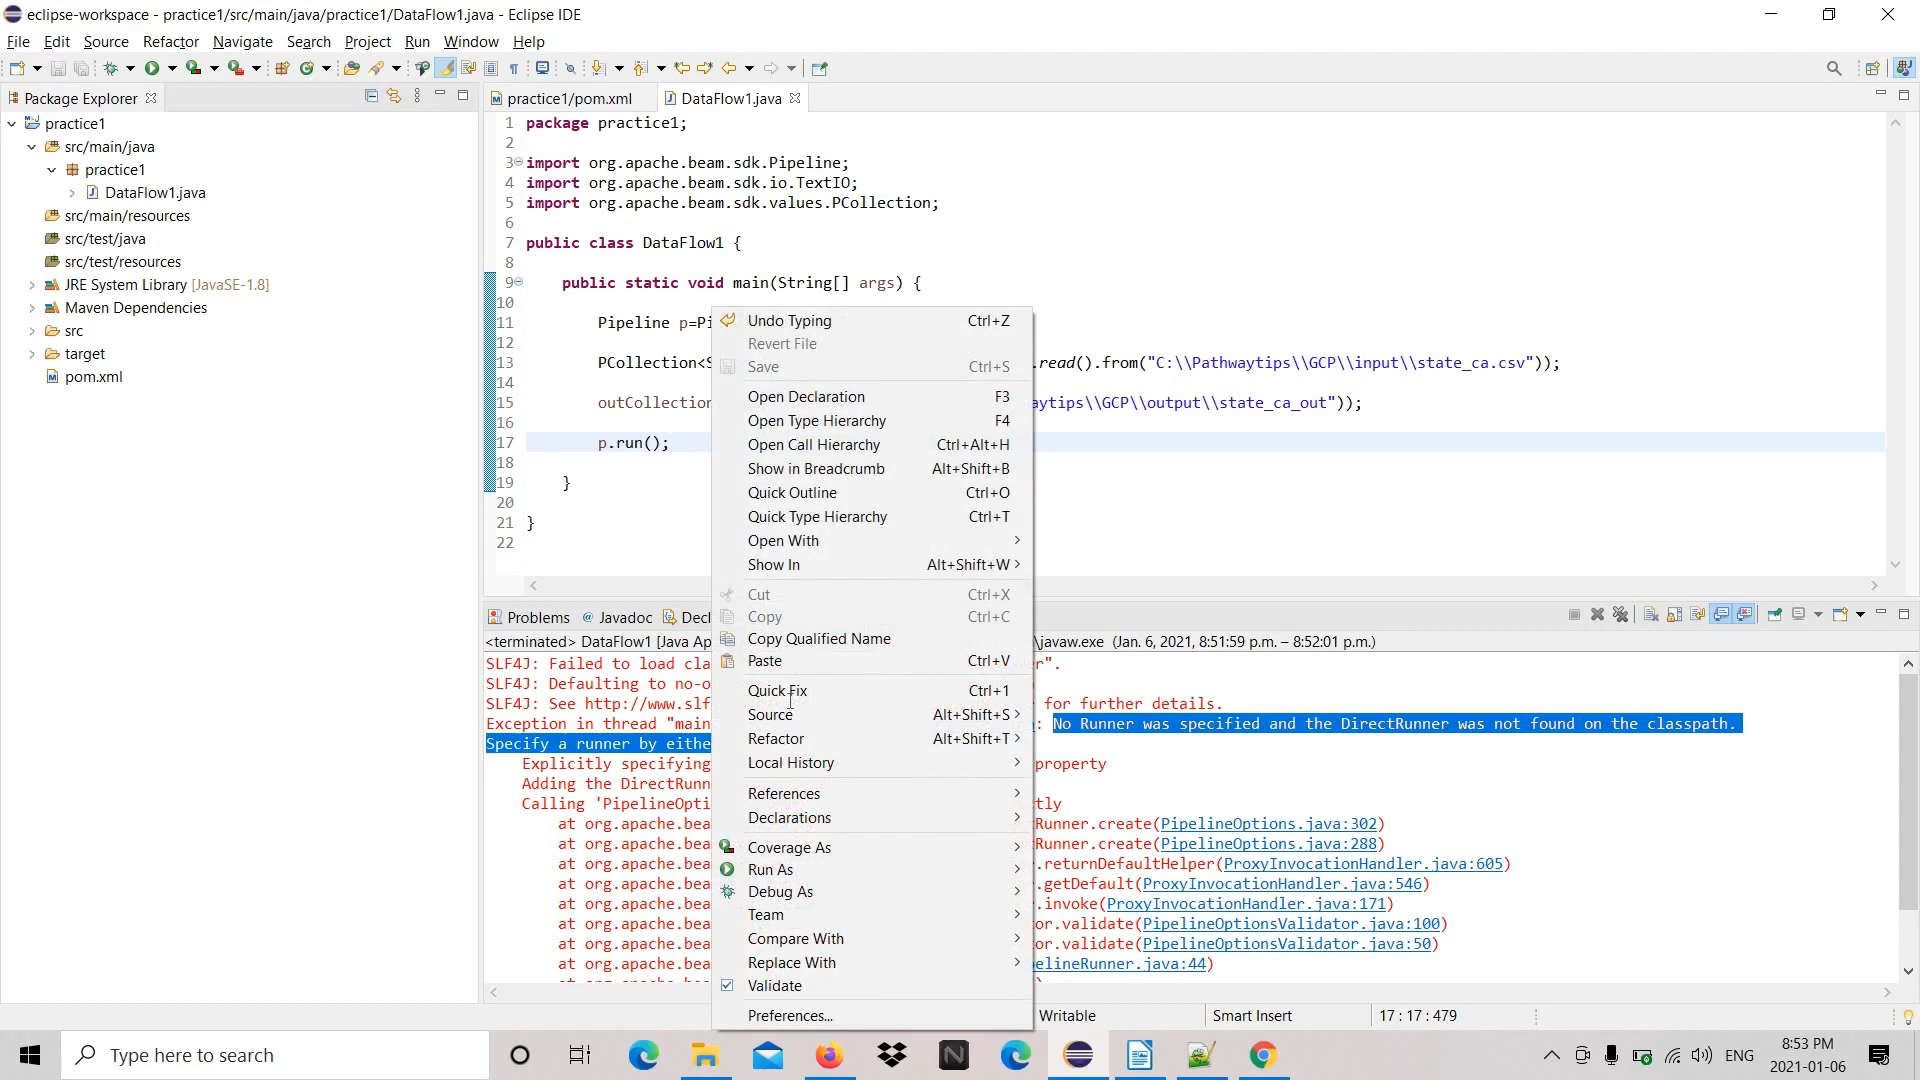 eclipse-workspace - practice1/src/main/java/practice1/DataFlow1.java - Eclipse IDE
File Edit Source Refactor Navigate Search Project Run Window Help
Package Explorer
practice1
src/main/java
practice1
DataFlow1.java
src/main/resources
src/test/java
src/test/resources
JRE System Library [JavaSE-1.8]
Maven Dependencies
src
target
pom.xml
practice1/pom.xml DataFlow1.java
1 package practice1;
2
3 import org.apache.beam.sdk.Pipeline;
4 import org.apache.beam.sdk.io.TextIO;
5 import org.apache.beam.sdk.values.PCollection;
6
7 public class DataFlow1 {
8
9 public static void main(String[] args) {
10
11 Pipeline p=Pi
12
13 PCollection<S .read().from("C:\\Pathwaytips\\GCP\\input\\state_ca.csv"));
14
15 outCollection aytips\\GCP\\output\\state_ca_out"));
16
17 p.run();
18
19 }
20
21 }
22
Undo Typing Ctrl+Z
Revert File
Save Ctrl+S
Open Declaration F3
Open Type Hierarchy F4
Open Call Hierarchy Ctrl+Alt+H
Show in Breadcrumb Alt+Shift+B
Quick Outline Ctrl+O
Quick Type Hierarchy Ctrl+T
Open With
Show In Alt+Shift+W
Cut Ctrl+X
Copy Ctrl+C
Copy Qualified Name
Paste Ctrl+V
Quick Fix Ctrl+1
Source Alt+Shift+S
Refactor Alt+Shift+T
Local History
References
Declarations
Coverage As
Run As
Debug As
Team
Compare With
Replace With
Validate
Preferences...
Problems @ Javadoc Decl
<terminated> DataFlow1 [Java Ap \javaw.exe (Jan. 6, 2021, 8:51:59 p.m. – 8:52:01 p.m.)
SLF4J: Failed to load cla r".
SLF4J: Defaulting to no-o
SLF4J: See http://www.slf for further details.
Exception in thread "main : No Runner was specified and the DirectRunner was not found on the classpath.
Specify a runner by eithe
Explicitly specifying property
Adding the DirectRunn
Calling 'PipelineOpti tly
at org.apache.bea Runner.create(PipelineOptions.java:302)
at org.apache.bea Runner.create(PipelineOptions.java:288)
at org.apache.bea .returnDefaultHelper(ProxyInvocationHandler.java:605)
at org.apache.bea .getDefault(ProxyInvocationHandler.java:546)
at org.apache.bea .invoke(ProxyInvocationHandler.java:171)
at org.apache.bea or.validate(PipelineOptionsValidator.java:100)
at org.apache.bea or.validate(PipelineOptionsValidator.java:50)
at org.apache.bea elineRunner.java:44)
Writable Smart Insert 17 : 17 : 479
Type here to search
ENG
8:53 PM
2021-01-06